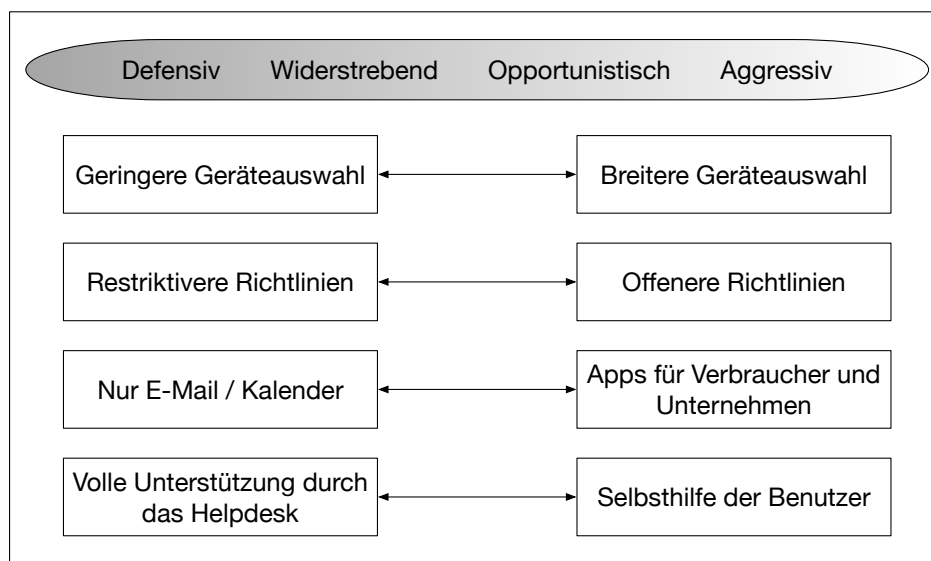 Defensiv Widerstrebend Opportunistisch Aggressiv
Geringere Geräteauswahl
Breitere Geräteauswahl
Restriktivere Richtlinien
Offenere Richtlinien
Nur E-Mail / Kalender
Apps für Verbraucher und
Unternehmen
Volle Unterstützung durch
das Helpdesk
Selbsthilfe der Benutzer